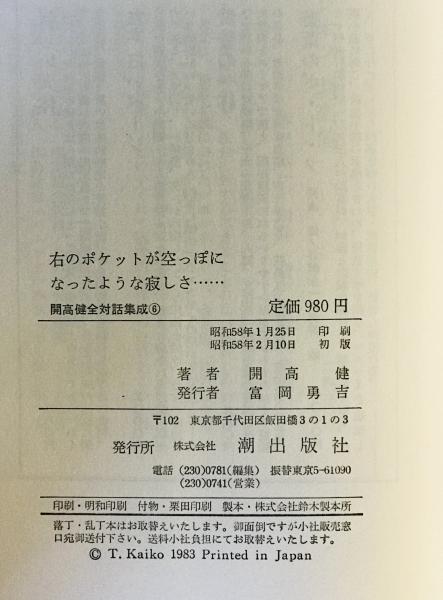 右のポケットが空っぽに
なったような寂しさ……
開高健全対話集成⑥ 定価980円
昭和58年1月25日 印刷
昭和58年2月10日 初版
著者 開高健
発行者 富岡勇吉
〒102 東京都千代田区飯田橋3の1の3
発行所 株式会社 潮出版社
電話 (230)0781(編集) 振替東京5-61090
(230)0741(営業)
印刷・明和印刷 付物・栗田印刷 製本・株式会社鈴木製本所
落丁・乱丁本はお取替えいたします。御面倒ですが小社販売窓
口宛御送付下さい。送料小社負担にてお取替えいたします。
© T. Kaiko 1983 Printed in Japan